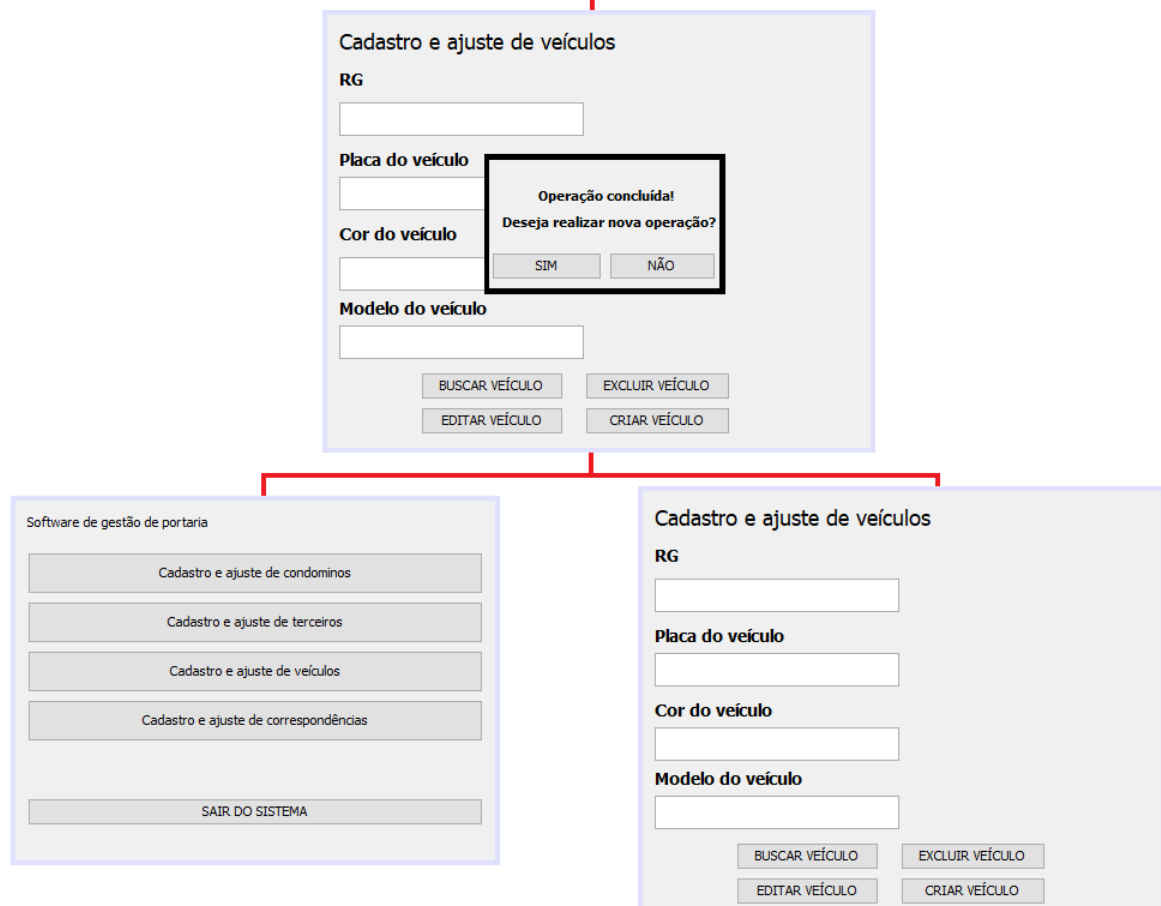 Cadastro e ajuste de veículos
RG
Placa do veículo
Operação concluída!
Deseja realizar nova operação?
Cor do veículo
SIM NÃO
Modelo do veículo
BUSCAR VEÍCULO EXCLUIR VEÍCULO
EDITAR VEÍCULO CRIAR VEÍCULO
Software de gestão de portaria
Cadastro e ajuste de condominos
Cadastro e ajuste de terceiros
Cadastro e ajuste de veículos
Cadastro e ajuste de correspondências
SAIR DO SISTEMA
Cadastro e ajuste de veículos
RG
Placa do veículo
Cor do veículo
Modelo do veículo
BUSCAR VEÍCULO EXCLUIR VEÍCULO
EDITAR VEÍCULO CRIAR VEÍCULO